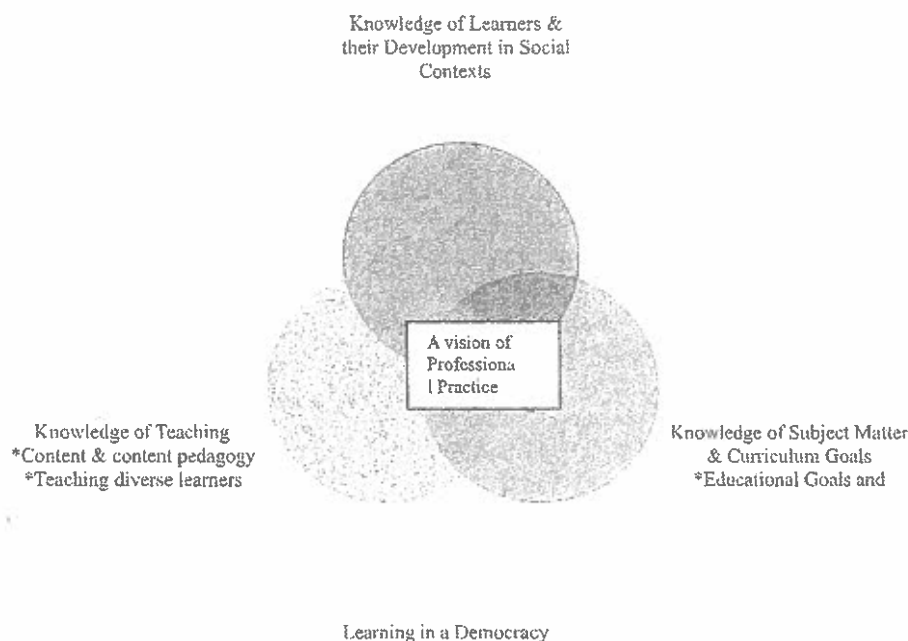 Knowledge of Learners &
their Development in Social
Contexts
A vision of
Professiona
l Practice
Knowledge of Teaching
*Content & content pedagogy
*Teaching diverse learners
Knowledge of Subject Matter
& Curriculum Goals
*Educational Goals and
Learning in a Democracy